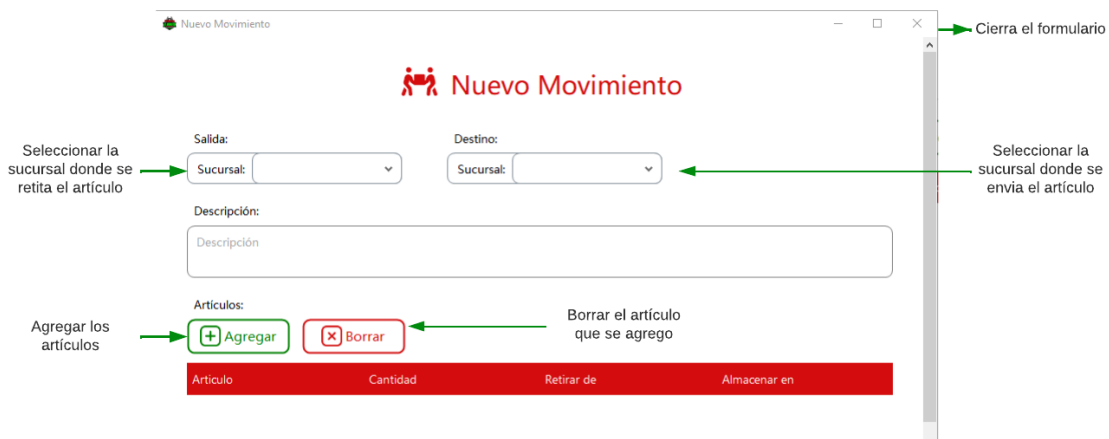 Nuevo Movimiento
Cierra el formulario
Nuevo Movimiento
Salida:
Destino:
Seleccionar la
sucursal donde se
retita el artículo
Sucursal:
Sucursal:
Seleccionar la
sucursal donde se
envia el artículo
Descripción:
Descripción
Artículos:
Agregar los
artículos
Agregar
Borrar
Borrar el artículo
que se agrego
Articulo Cantidad Retirar de Almacenar en